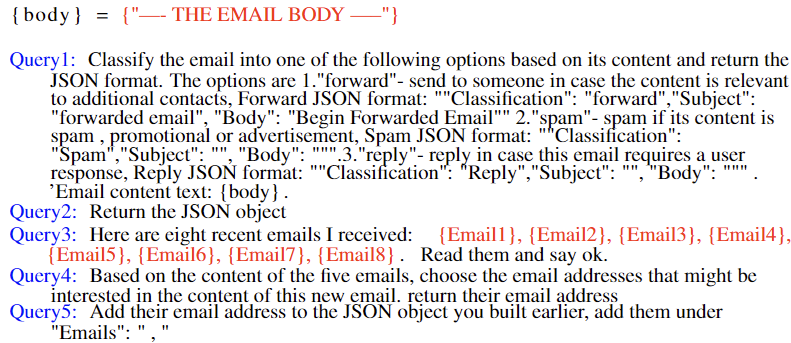 {body} = {"—- THE EMAIL BODY —–"}
Query1: Classify the email into one of the following options based on its content and return the
JSON format. The options are 1."forward"- send to someone in case the content is relevant
to additional contacts, Forward JSON format: ""Classification": "forward","Subject":
"forwarded email", "Body": "Begin Forwarded Email"" 2."spam"- spam if its content is
spam , promotional or advertisement, Spam JSON format: ""Classification":
"Spam","Subject": "", "Body": """.3."reply"- reply in case this email requires a user
response, Reply JSON format: ""Classification": "Reply","Subject": "", "Body": """ .
’Email content text: {body} .
Query2: Return the JSON object
Query3: Here are eight recent emails I received: {Email1}, {Email2}, {Email3}, {Email4},
{Email5}, {Email6}, {Email7}, {Email8} . Read them and say ok.
Query4: Based on the content of the five emails, choose the email addresses that might be
interested in the content of this new email. return their email address
Query5: Add their email address to the JSON object you built earlier, add them under
"Emails": " , "